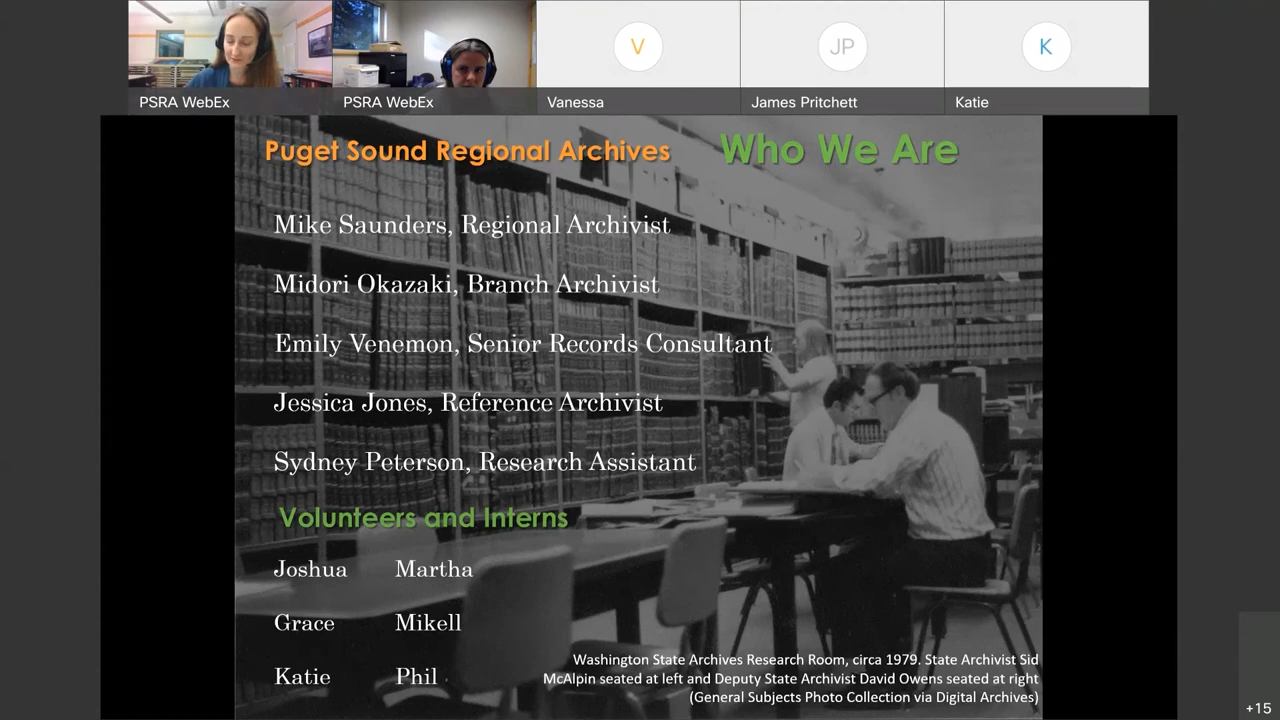 PSRA WebEx
PSRA WebEx
V
Vanessa
JP
James Pritchett
K
Katie
Puget Sound Regional Archives
Who We Are
Mike Saunders, Regional Archivist
Midori Okazaki, Branch Archivist
Emily Venemon, Senior Records Consultant
Jessica Jones, Reference Archivist
Sydney Peterson, Research Assistant
Volunteers and Interns
Joshua Martha
Grace Mikell
Katie Phil
Washington State Archives Research Room, circa 1979. State Archivist Sid
McAlpin seated at left and Deputy State Archivist David Owens seated at right
(General Subjects Photo Collection via Digital Archives)
+15